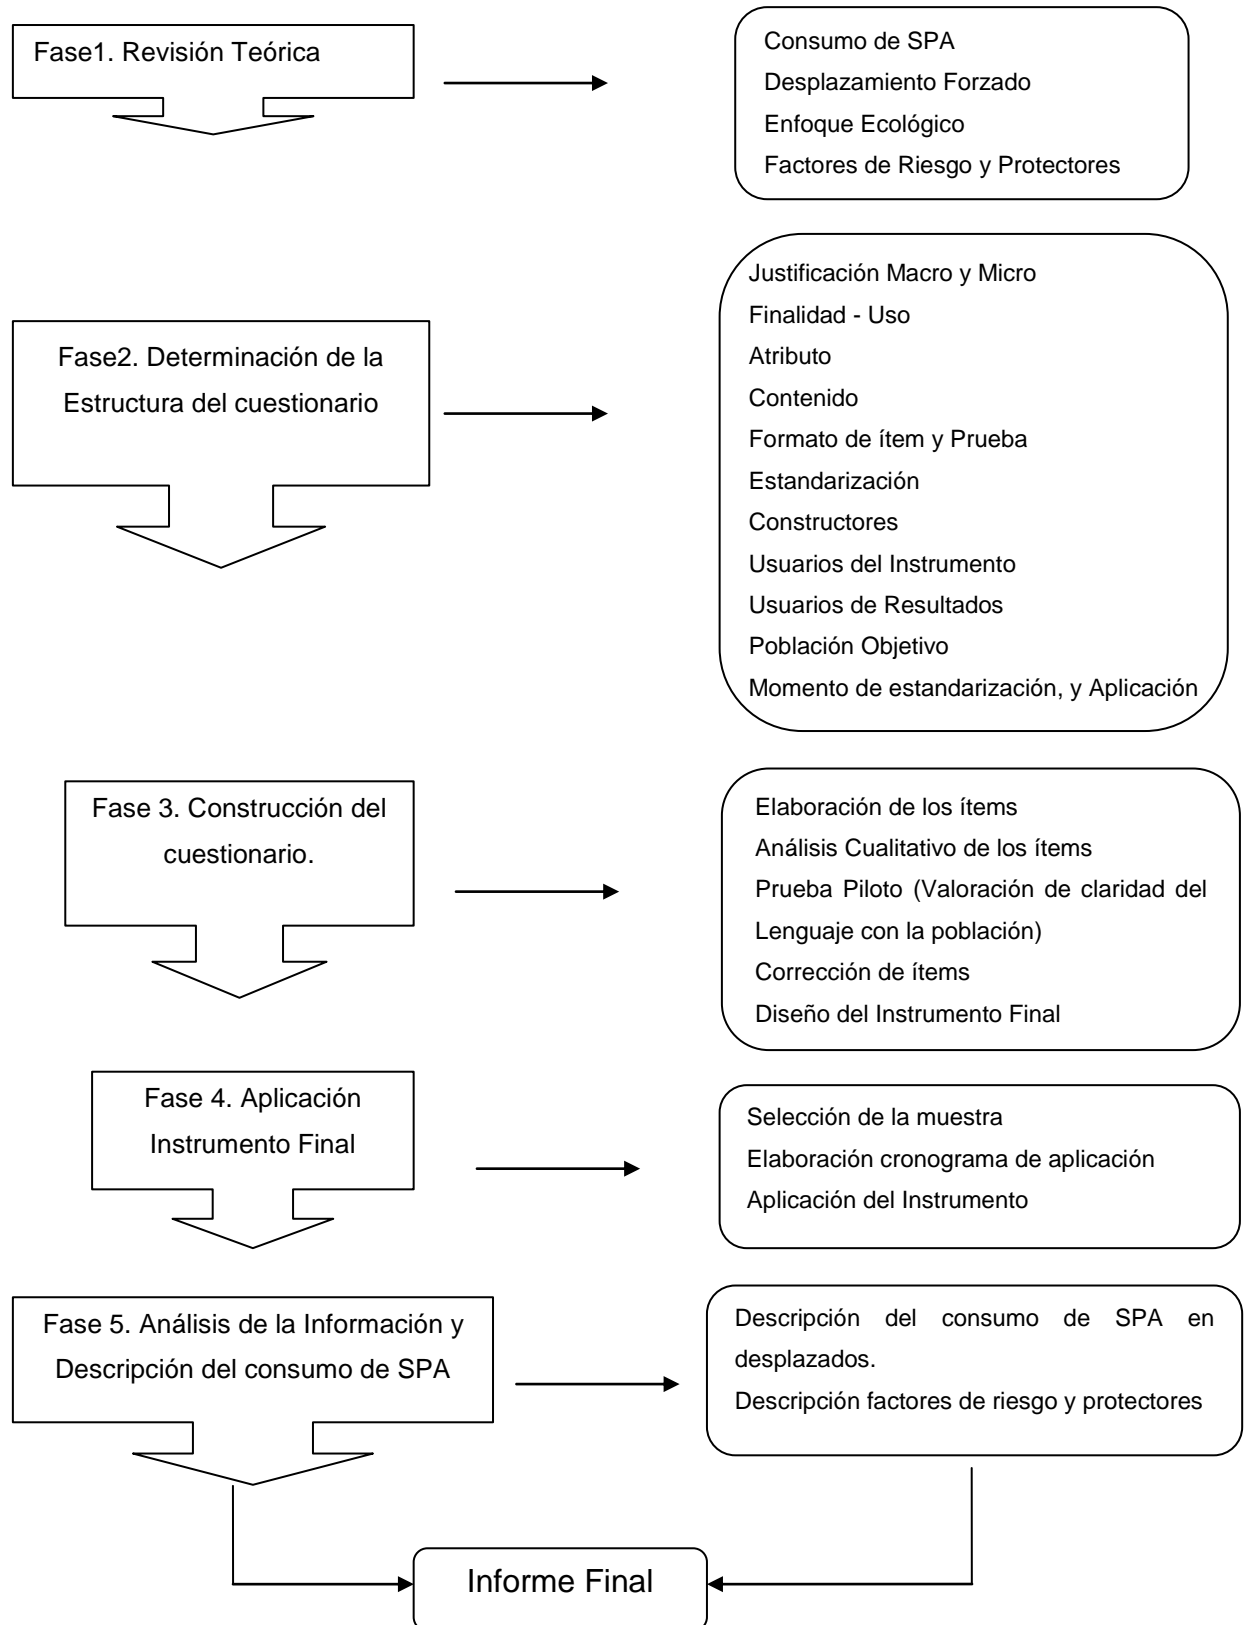 Fase1. Revisión Teórica
Consumo de SPA
Desplazamiento Forzado
Enfoque Ecológico
Factores de Riesgo y Protectores
Fase2. Determinación de la
Estructura del cuestionario
Justificación Macro y Micro
Finalidad - Uso
Atributo
Contenido
Formato de ítem y Prueba
Estandarización
Constructores
Usuarios del Instrumento
Usuarios de Resultados
Población Objetivo
Momento de estandarización, y Aplicación
Fase 3. Construcción del
cuestionario.
Elaboración de los ítems
Análisis Cualitativo de los ítems
Prueba Piloto (Valoración de claridad del
Lenguaje con la población)
Corrección de ítems
Diseño del Instrumento Final
Fase 4. Aplicación
Instrumento Final
Selección de la muestra
Elaboración cronograma de aplicación
Aplicación del Instrumento
Fase 5. Análisis de la Información y
Descripción del consumo de SPA
Descripción del consumo de SPA en
desplazados.
Descripción factores de riesgo y protectores
Informe Final